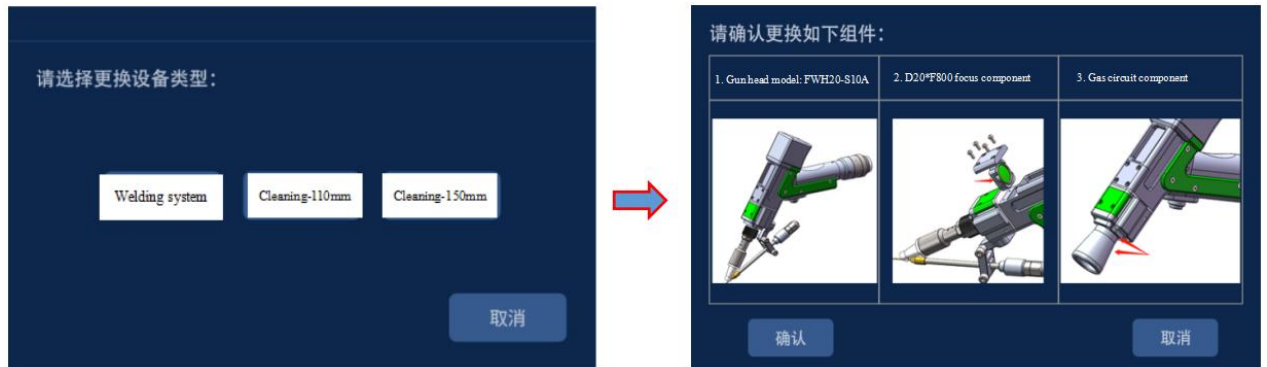 请选择更换设备类型：
Welding system
Cleaning-110mm
Cleaning-150mm
取消
请确认更换如下组件：
1. Gun head model: FWH20-S10A
2. D20*F800 focus component
3. Gas circuit component
确认
取消